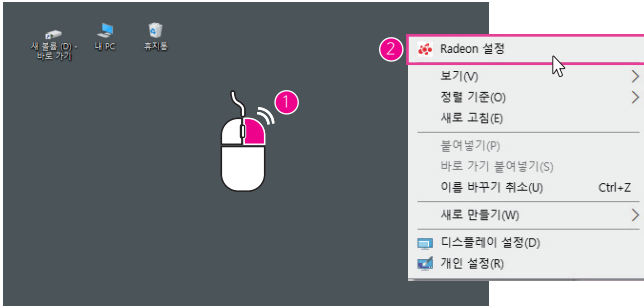 새 볼륨 (D) -
바로 가기
내 PC
휴지통
1
2
Radeon 설정
보기(V)
정렬 기준(O)
새로 고침(E)
붙여넣기(P)
바로 가기 붙여넣기(S)
이름 바꾸기 취소(U) Ctrl+Z
새로 만들기(W)
디스플레이 설정(D)
개인 설정(R)